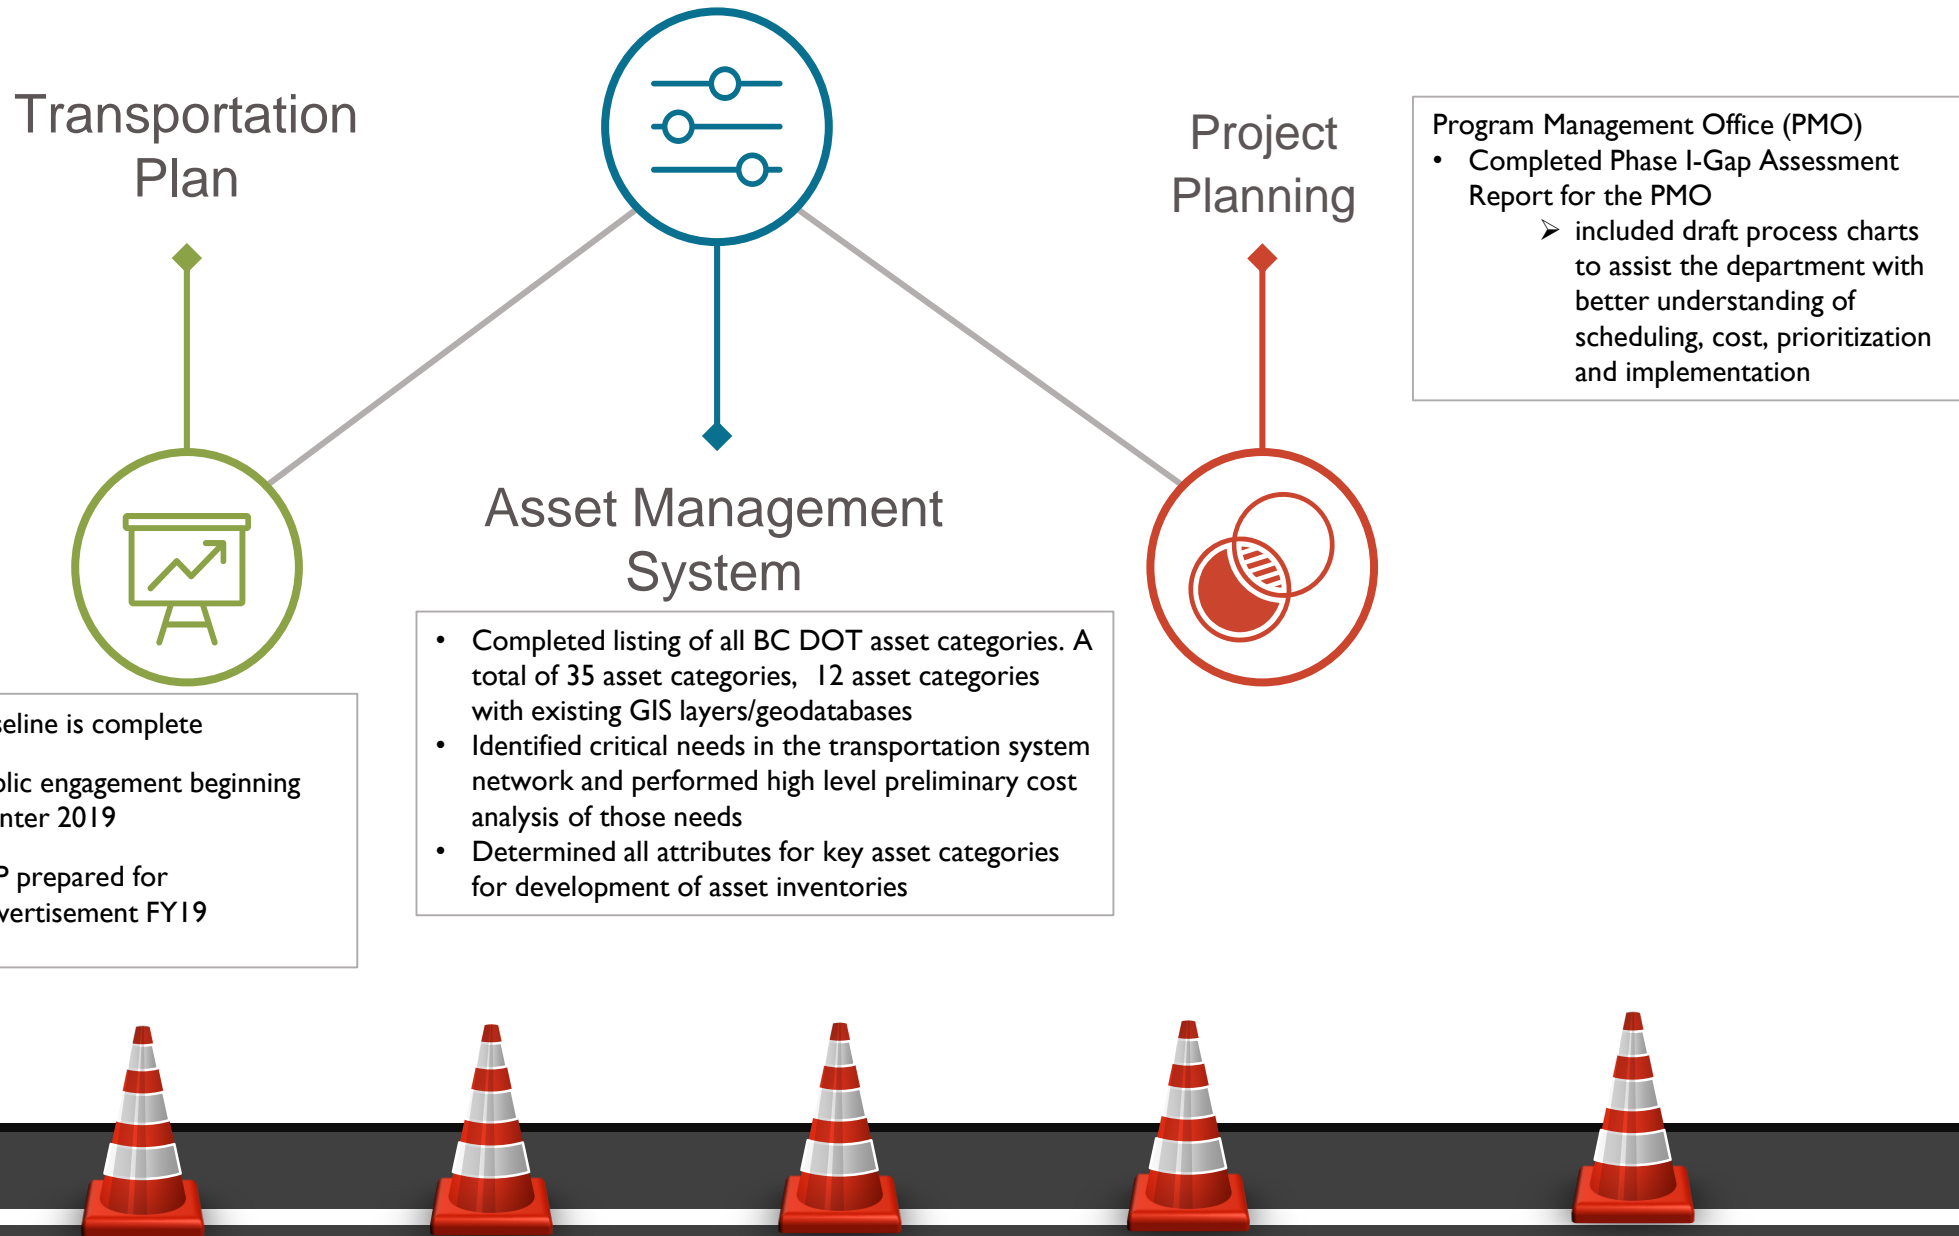 Transportation
Plan
Project
Planning
Program Management Office (PMO)
• Completed Phase I-Gap Assessment
Report for the PMO
➢ included draft process charts
to assist the department with
better understanding of
scheduling, cost, prioritization
and implementation
Asset Management
System
• Completed listing of all BC DOT asset categories. A
total of 35 asset categories, 12 asset categories
with existing GIS layers/geodatabases
• Identified critical needs in the transportation system
network and performed high level preliminary cost
analysis of those needs
• Determined all attributes for key asset categories
for development of asset inventories
is complete
engagement beginning
2019
prepared for
FY19